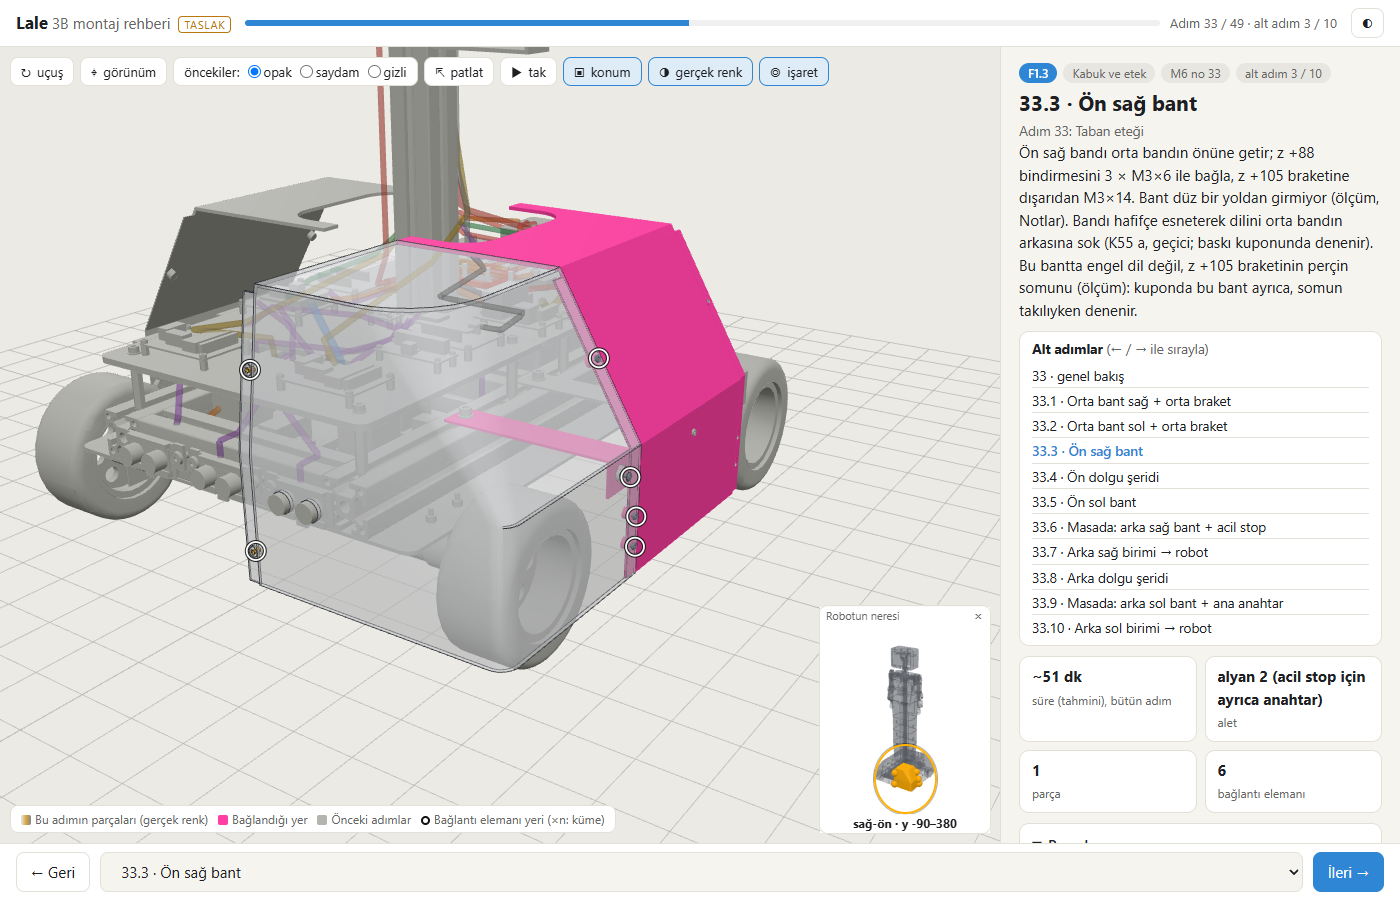 Lale 3B montaj rehberi TASLAK
Adım 33 / 49 · alt adım 3 / 10
↻ uçuş
⌖ görünüm
öncekiler: opak saydam gizli
⇱ patlat
▶ tak
▣ konum
◑ gerçek renk
◎ işaret
F1.3 Kabuk ve etek M6 no 33 alt adım 3 / 10
33.3 · Ön sağ bant
Adım 33: Taban eteği
Ön sağ bandı orta bandın önüne getir; z +88
bindirmesini 3 × M3×6 ile bağla, z +105 braketine
dışarıdan M3×14. Bant düz bir yoldan girmiyor (ölçüm,
Notlar). Bandı hafifçe esneterek dilini orta bandın
arkasına sok (K55 a, geçici; baskı kuponunda denenir).
Bu bantta engel dil değil, z +105 braketinin perçin
somunu (ölçüm): kuponda bu bant ayrıca, somun
takılıyken denenir.
Alt adımlar (← / → ile sırayla)
33 · genel bakış
33.1 · Orta bant sağ + orta braket
33.2 · Orta bant sol + orta braket
33.3 · Ön sağ bant
33.4 · Ön dolgu şeridi
33.5 · Ön sol bant
33.6 · Masada: arka sağ bant + acil stop
33.7 · Arka sağ birimi → robot
33.8 · Arka dolgu şeridi
33.9 · Masada: arka sol bant + ana anahtar
33.10 · Arka sol birimi → robot
~51 dk
süre (tahmini), bütün adım
alyan 2 (acil stop için
ayrıca anahtar)
alet
1
parça
6
bağlantı elemanı
Robotun neresi ×
sağ-ön · y -90–380
Bu adımın parçaları (gerçek renk) Bağlandığı yer Önceki adımlar Bağlantı elemanı yeri (×n: küme)
← Geri
33.3 · Ön sağ bant
İleri →